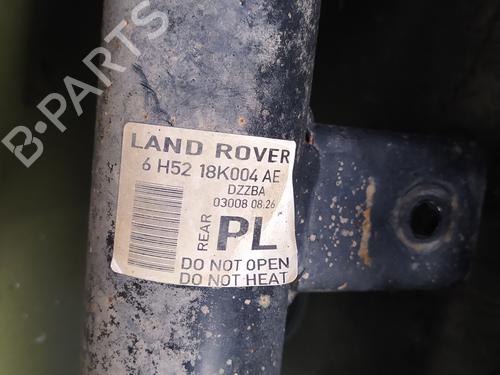 B-PARTS
LAND ROVER
6 H52 18K004 AE
DZZBA
03008 08.26
REAR
PL
DO NOT OPEN
DO NOT HEAT